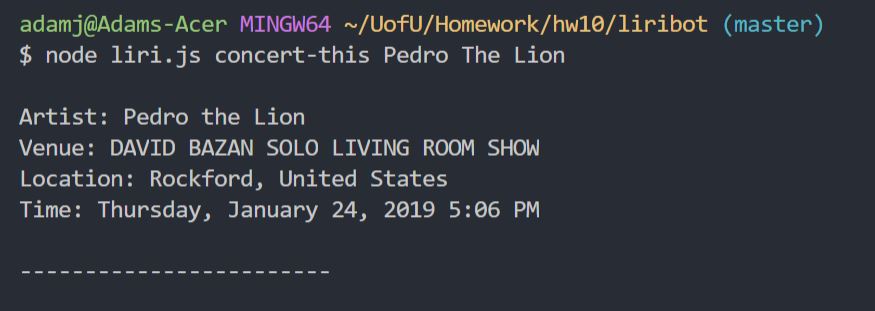 adamj@Adams-Acer MINGW64 ~/UofU/Homework/hw10/liribot (master)
$ node liri.js concert-this Pedro The Lion
Artist: Pedro the Lion
Venue: DAVID BAZAN SOLO LIVING ROOM SHOW
Location: Rockford, United States
Time: Thursday, January 24, 2019 5:06 PM
------------------------